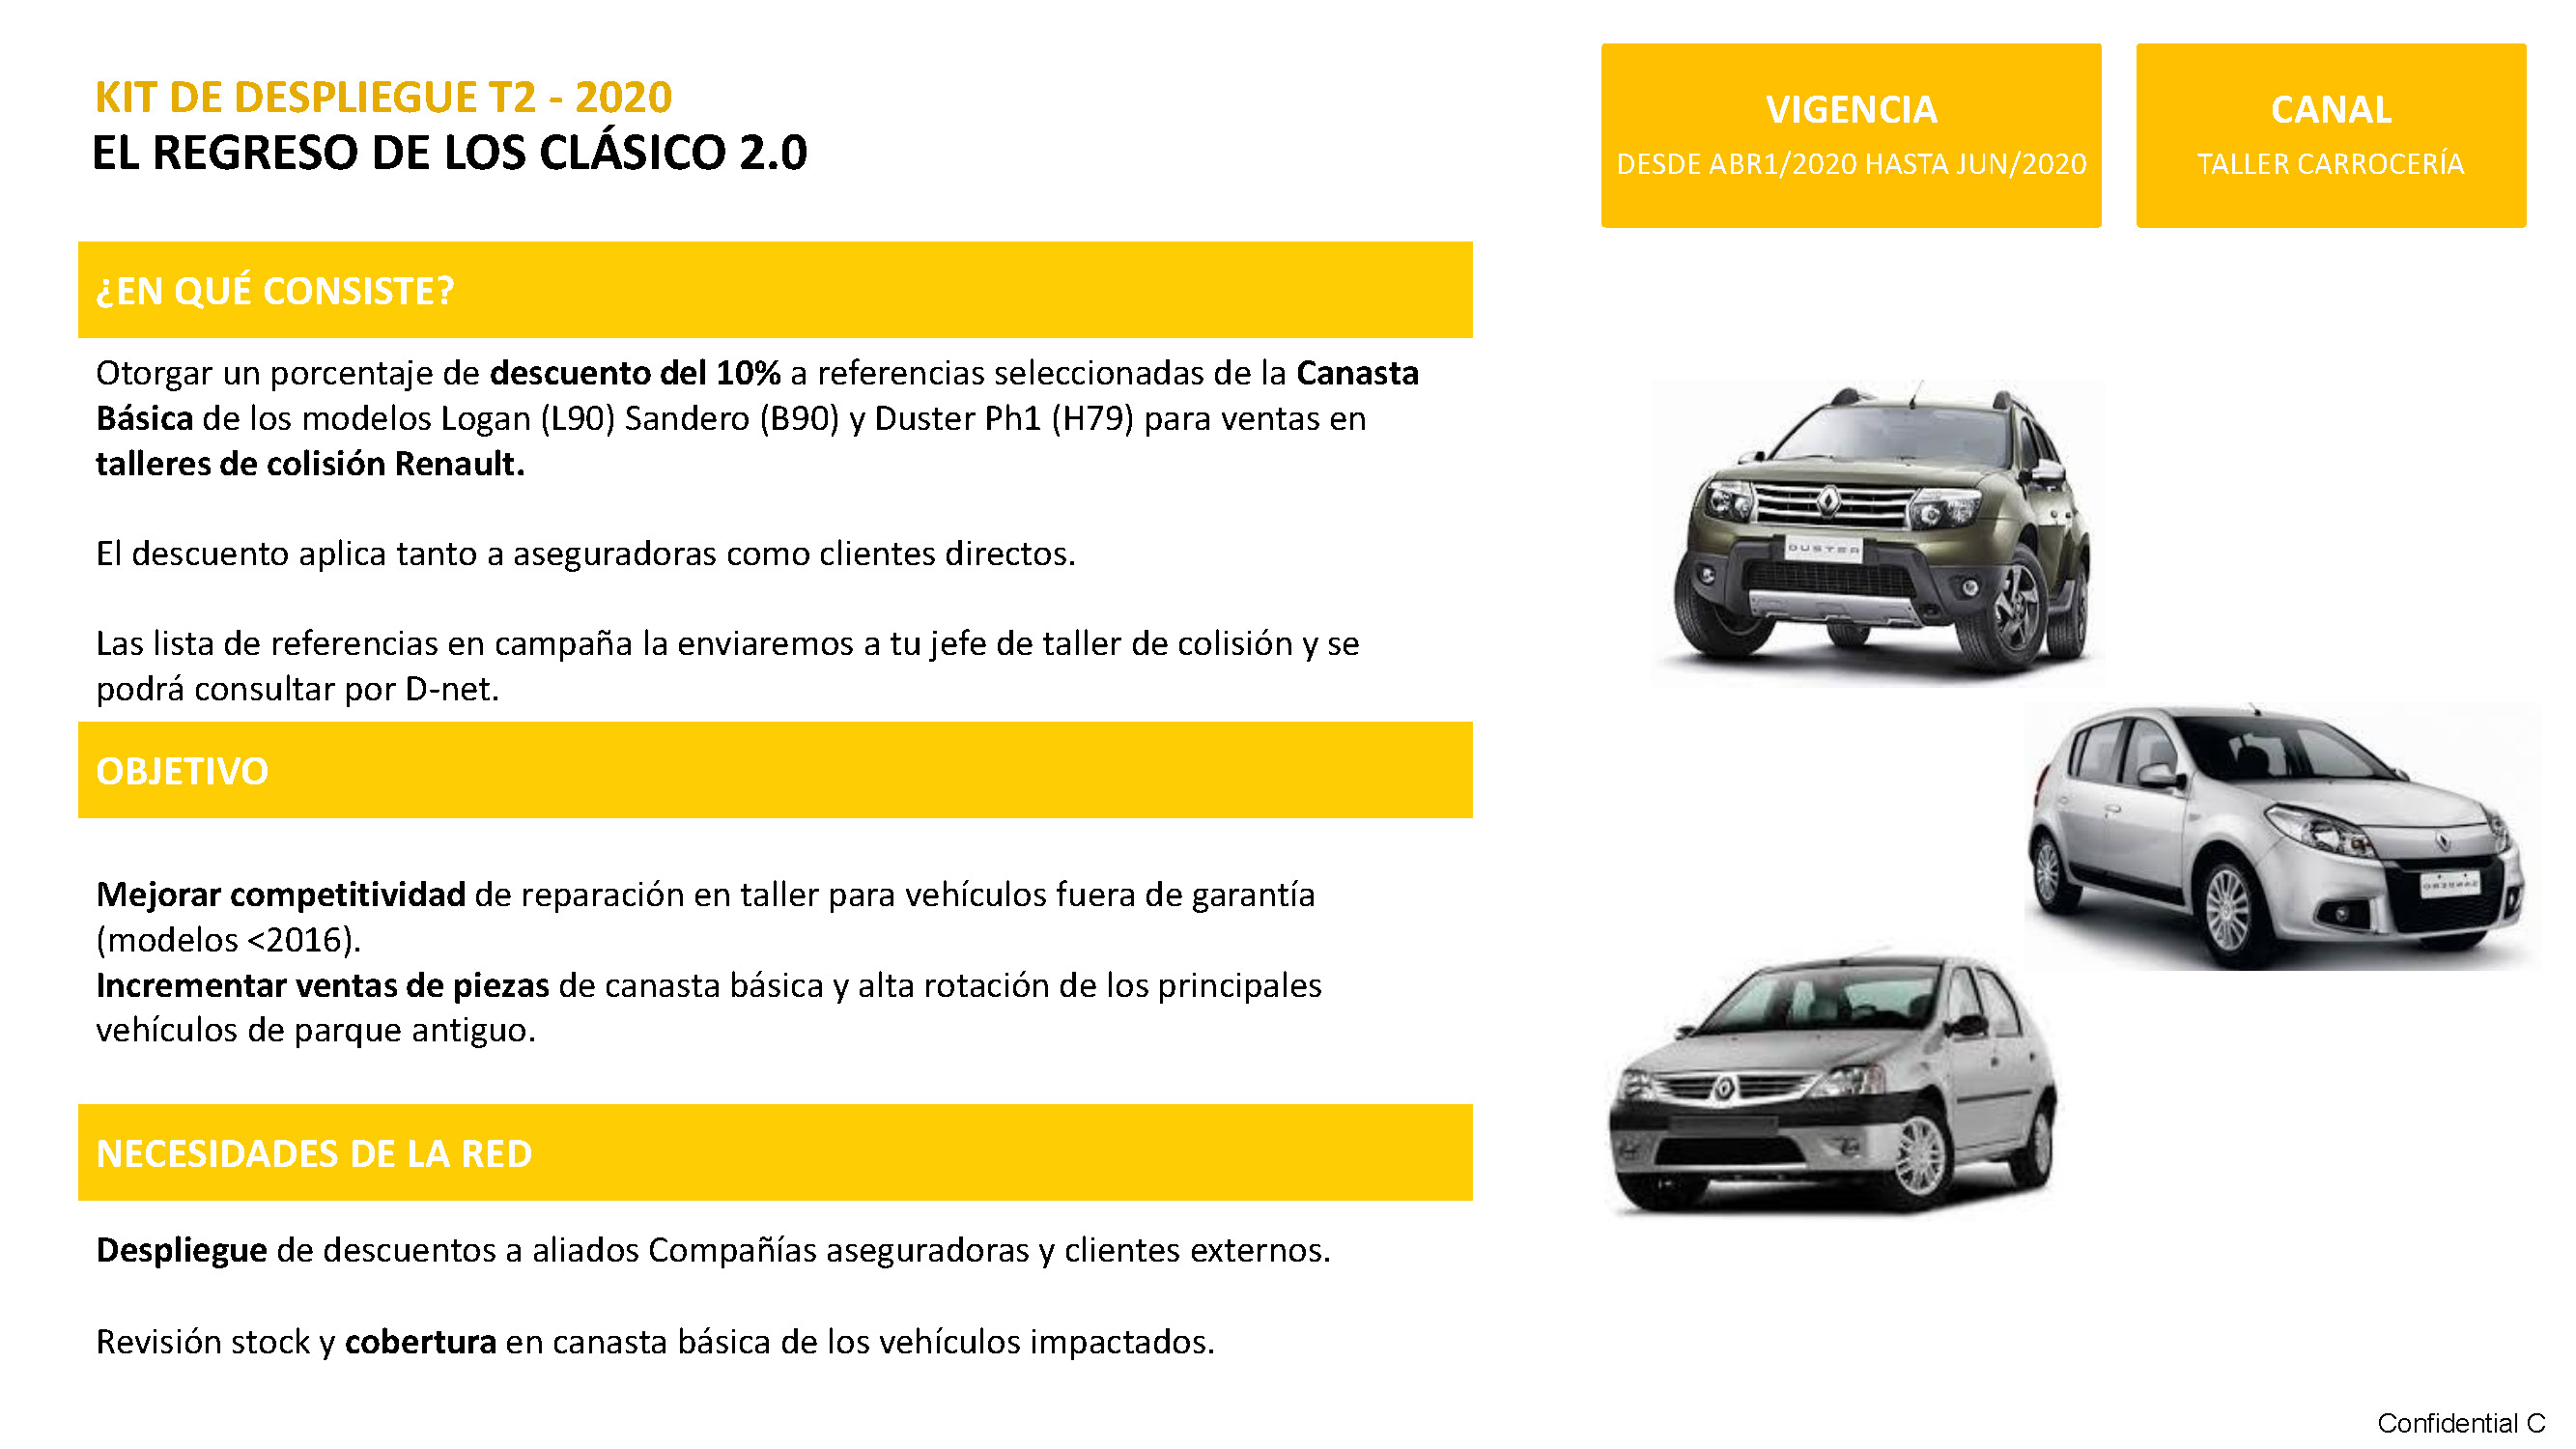 KIT DE DESPLIEGUE T2 - 2020
EL REGRESO DE LOS CLÁSICO 2.0
VIGENCIA
DESDE ABR1/2020 HASTA JUN/2020
CANAL
TALLER CARROCERÍA
¿EN QUÉ CONSISTE?
Otorgar un porcentaje de descuento del 10% a referencias seleccionadas de la Canasta
Básica de los modelos Logan (L90) Sandero (B90) y Duster Ph1 (H79) para ventas en
talleres de colisión Renault.
El descuento aplica tanto a aseguradoras como clientes directos.
Las lista de referencias en campaña la enviaremos a tu jefe de taller de colisión y se
podrá consultar por D-net.
DUSTER
OBJETIVO
Mejorar competitividad de reparación en taller para vehículos fuera de garantía
(modelos <2016).
Incrementar ventas de piezas de canasta básica y alta rotación de los principales
vehículos de parque antiguo.
NECESIDADES DE LA RED
Despliegue de descuentos a aliados Compañías aseguradoras y clientes externos.
Revisión stock y cobertura en canasta básica de los vehículos impactados.
Confidential C